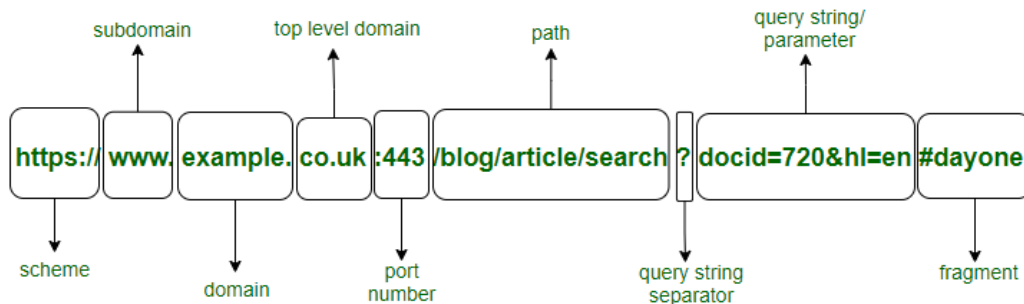 subdomain
top level domain
path
query string/
parameter
https:// www. example. co.uk :443 /blog/article/search ? docid=720&hl=en #dayone
scheme
domain
port
number
query string
separator
fragment